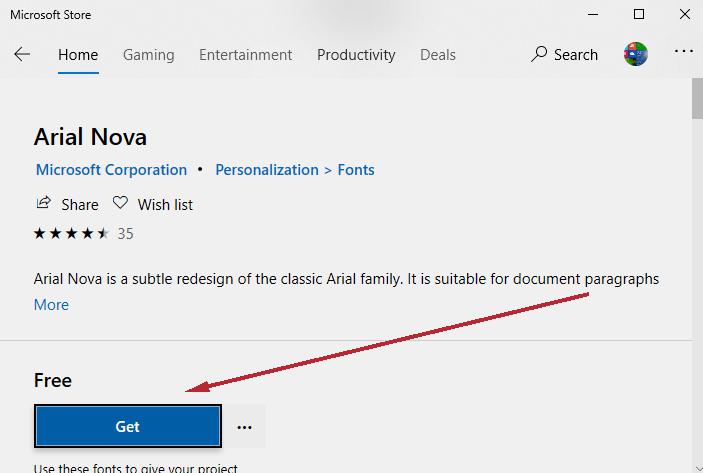 Microsoft Store
Home Gaming Entertainment Productivity Deals Search
Arial Nova
Microsoft Corporation • Personalization > Fonts
Share Wish list
35
Arial Nova is a subtle redesign of the classic Arial family. It is suitable for document paragraphs
More
Free
Get
Use these fonts to give your project